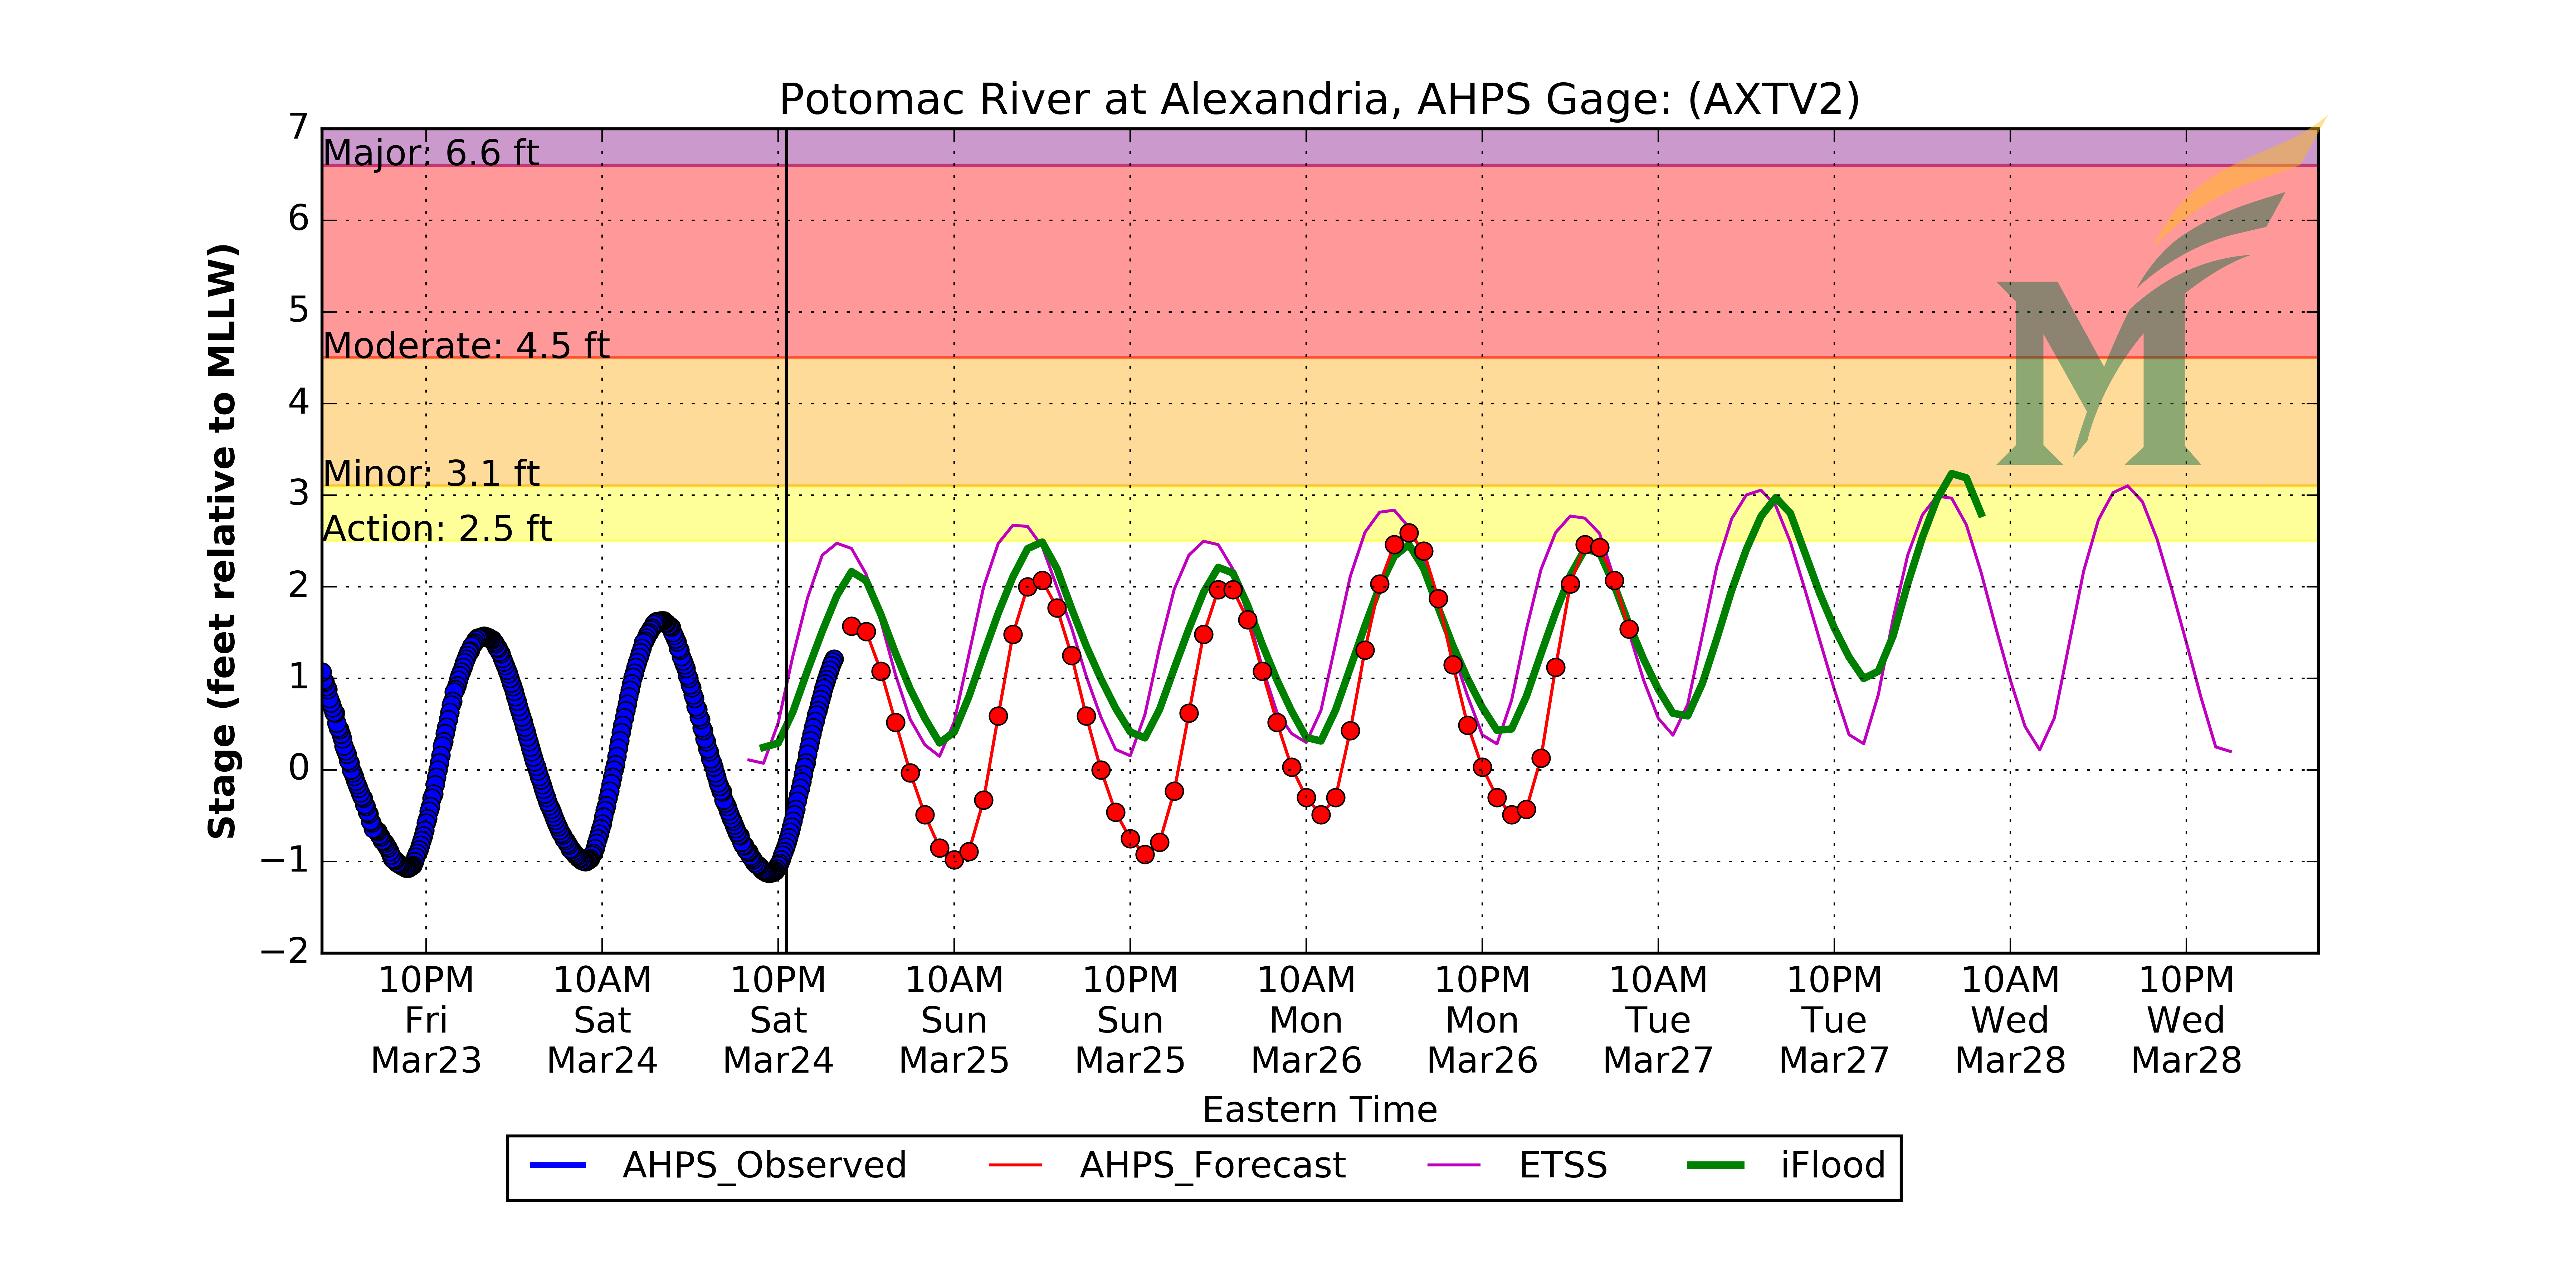 Potomac River at Alexandria, AHPS Gage: (AXTV2)
Stage (feet relative to MLLW)
7
6
5
4
3
2
1
0
−1
−2
Major: 6.6 ft
Moderate: 4.5 ft
Minor: 3.1 ft
Action: 2.5 ft
10PM Fri Mar23
10AM Sat Mar24
10PM Sat Mar24
10AM Sun Mar25
10PM Sun Mar25
10AM Mon Mar26
10PM Mon Mar26
10AM Tue Mar27
10PM Tue Mar27
10AM Wed Mar28
10PM Wed Mar28
Eastern Time
AHPS_Observed AHPS_Forecast ETSS iFlood
M